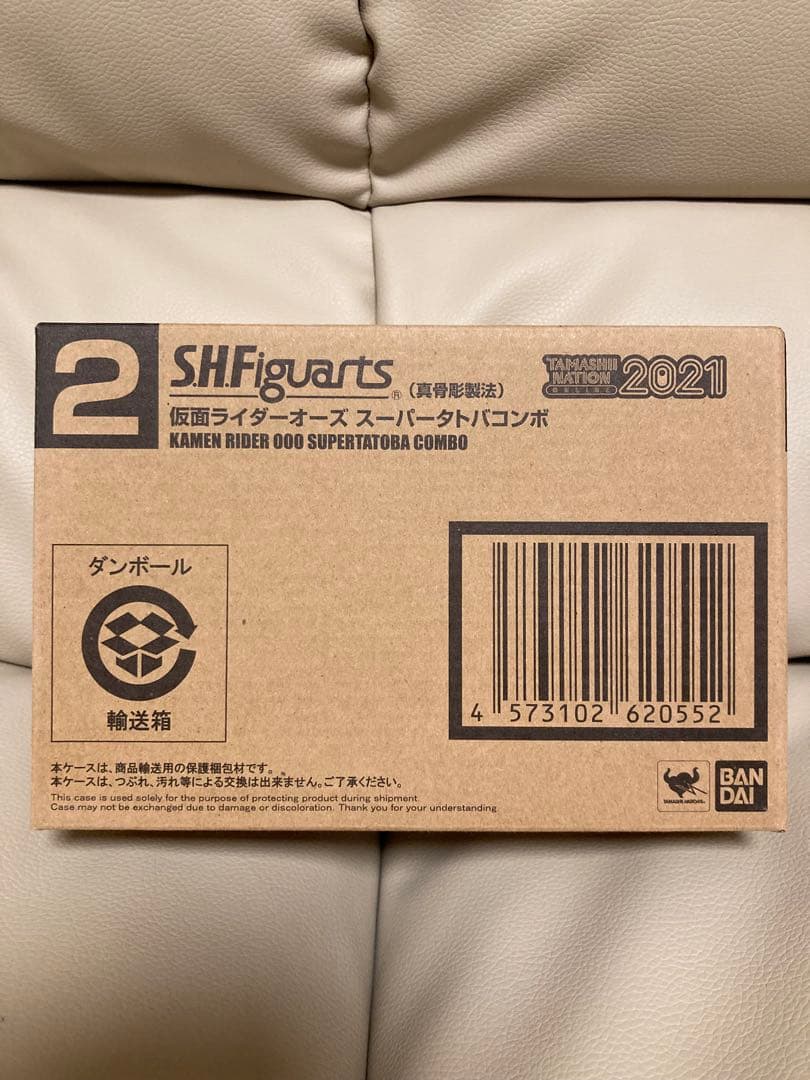 2
S.H.Figuarts®
(真骨彫製法)
TAMASHII
NATION
ONLINE
2021
仮面ライダーオーズ スーパータトバコンボ
KAMEN RIDER OOO SUPERTATOBA COMBO
ダンボール
輸送箱
4 573102 620552
本ケースは、商品輸送用の保護梱包材です。
本ケースは、つぶれ、汚れ等による交換は出来ません。ご了承ください。
This case is used solely for the purpose of protecting product during shipment.
Case may not be exchanged due to damage or discoloration. Thank you for your understanding.
TAMASHII NATIONS
BAN
DAI